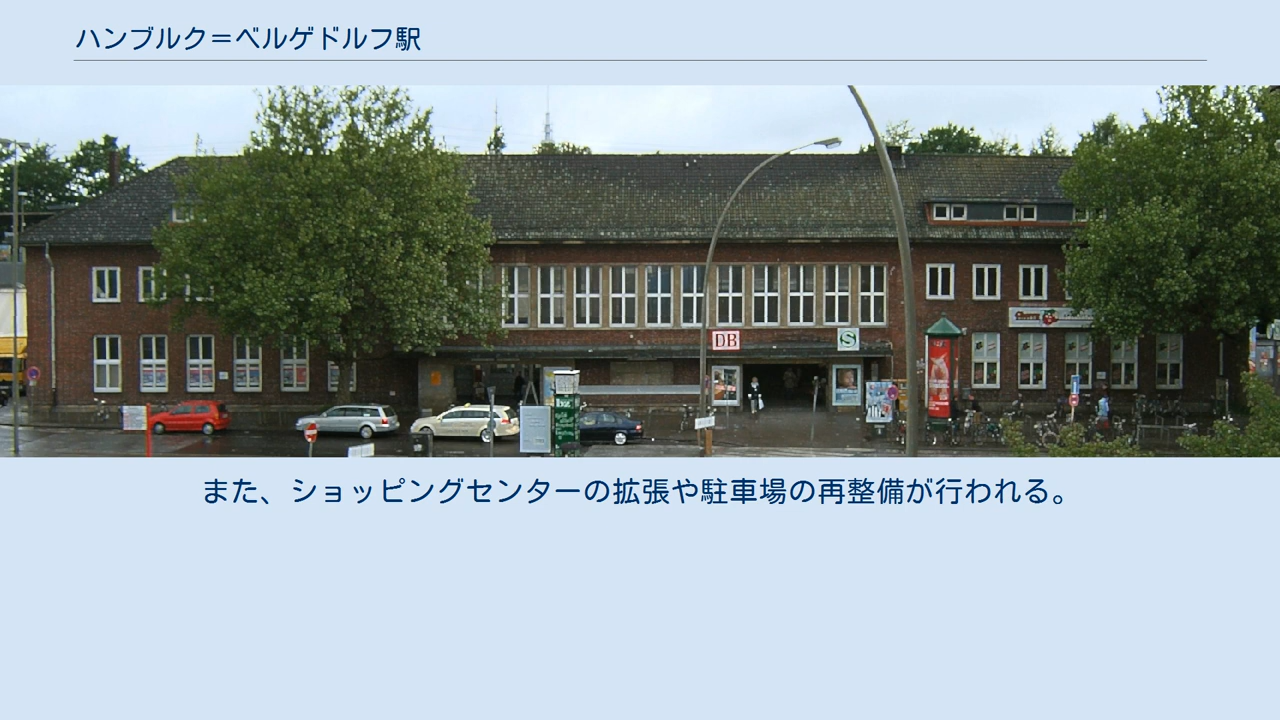 ハンブルク＝ベルゲドルフ駅
DB
S
bz
また、ショッピングセンターの拡張や駐車場の再整備が行われる。